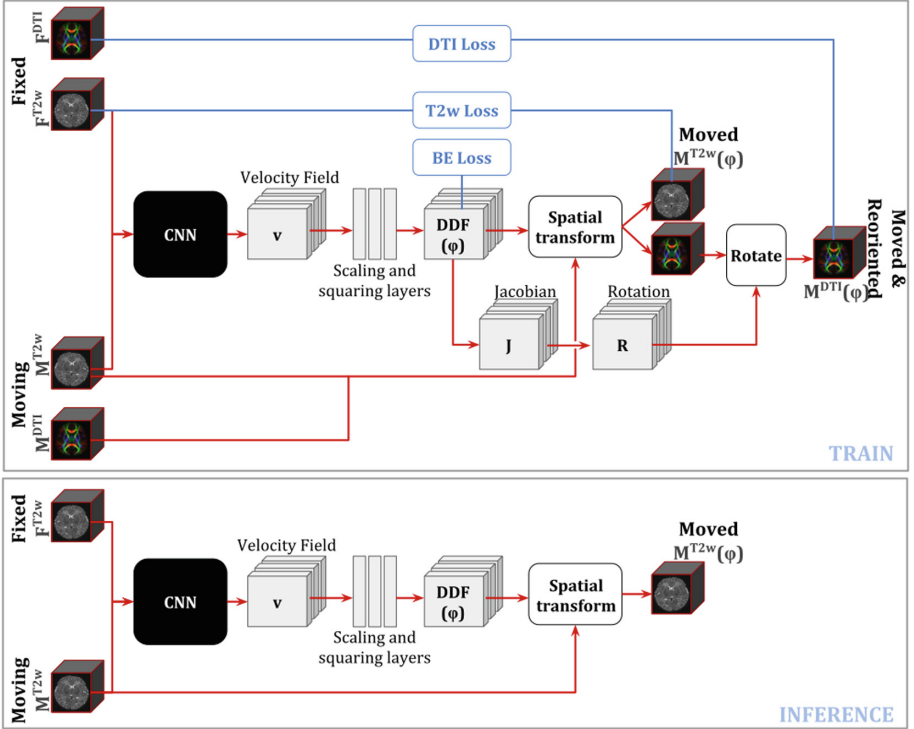 Fixed
F^DTI
F^T2w
DTI Loss
T2w Loss
BE Loss
Moved
M^T2w(φ)
Velocity Field
CNN
v
Scaling and
squaring layers
DDF
(φ)
Spatial
transform
Rotate
Moved &
Reoriented
M^DTI(φ)
Jacobian
J
Rotation
R
Moving
M^T2w
M^DTI
TRAIN
Fixed
F^T2w
Velocity Field
CNN
v
Scaling and
squaring layers
DDF
(φ)
Spatial
transform
Moved
M^T2w(φ)
Moving
M^T2w
INFERENCE